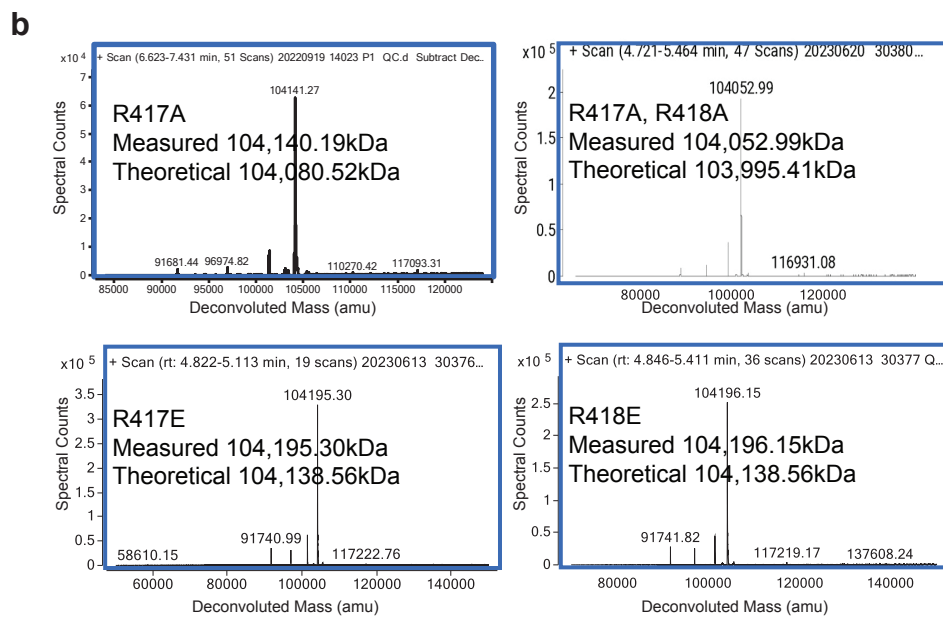 b
x10⁴
+ Scan (6.623-7.431 min, 51 Scans) 20220919 14023 P1 QC.d Subtract Dec..
104141.27
R417A
Measured 104,140.19kDa
Theoretical 104,080.52kDa
Spectral Counts
7
6
5
4
3
2
1
0
91681.44
96974.82
110270.42
117093.31
85000
90000
95000
100000
105000
110000
115000
120000
Deconvoluted Mass (amu)
x10 5
+ Scan (4.721-5.464 min, 47 Scans) 20230620 30380...
104052.99
R417A, R418A
Measured 104,052.99kDa
Theoretical 103,995.41kDa
Spectral Counts
2
1.5
1
0.5
0
116931.08
80000
100000
120000
Deconvoluted Mass (amu)
x10 5
+ Scan (rt: 4.822-5.113 min, 19 scans) 20230613 30376...
104195.30
R417E
Measured 104,195.30kDa
Theoretical 104,138.56kDa
Spectral Counts
3.5
3
2.5
2
1.5
1
0.5
0
58610.15
91740.99
117222.76
60000
80000
100000
120000
140000
Deconvoluted Mass (amu)
x10 5
+ Scan (rt: 4.846-5.411 min, 36 scans) 20230613 30377 Q...
104196.15
R418E
Measured 104,196.15kDa
Theoretical 104,138.56kDa
Spectral Counts
2.5
2
1.5
1
0.5
0
91741.82
117219.17
137608.24
80000
100000
120000
140000
Deconvoluted Mass (amu)